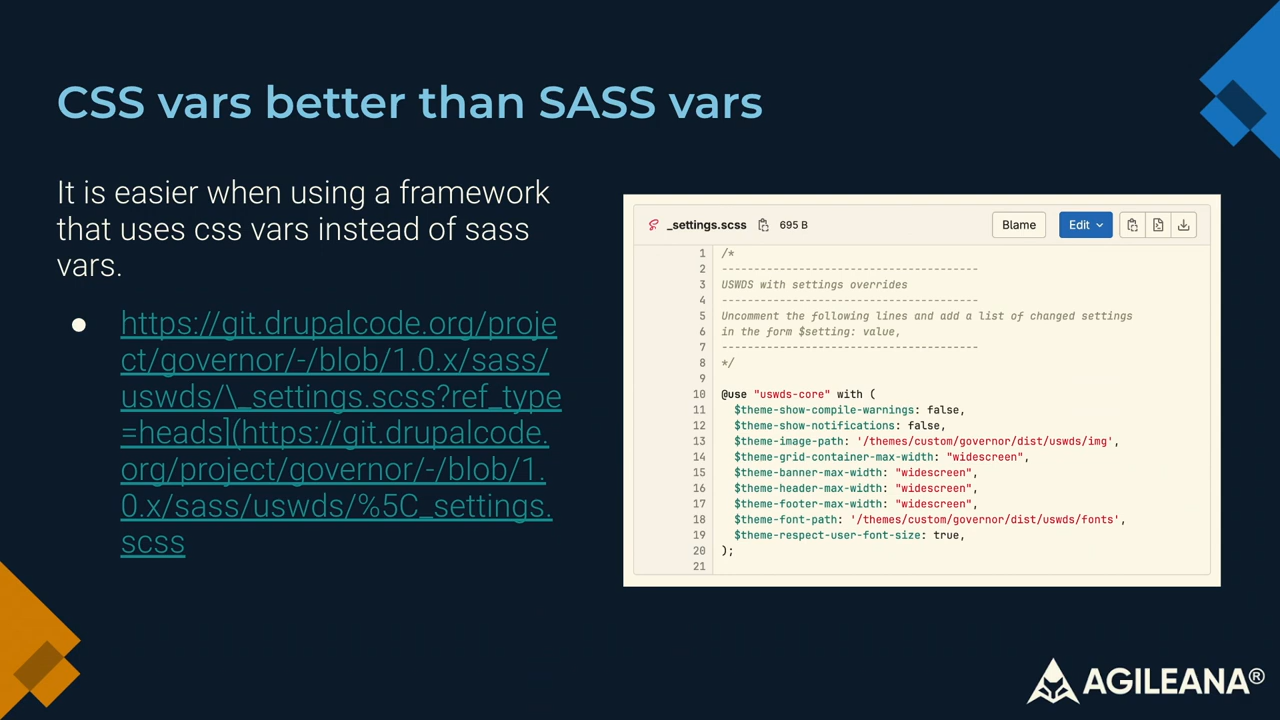 CSS vars better than SASS vars
It is easier when using a framework
that uses css vars instead of sass
vars.
● https://git.drupalcode.org/proje
ct/governor/-/blob/1.0.x/sass/
uswds/\_settings.scss?ref_type
=heads](https://git.drupalcode.
org/project/governor/-/blob/1.
0.x/sass/uswds/%5C_settings.
scss
_settings.scss 695 B Blame Edit
1 /*
2 ---------------------------------------
3 USWDS with settings overrides
4 ---------------------------------------
5 Uncomment the following lines and add a list of changed settings
6 in the form $setting: value,
7 ---------------------------------------
8 */
9
10 @use "uswds-core" with (
11 $theme-show-compile-warnings: false,
12 $theme-show-notifications: false,
13 $theme-image-path: '/themes/custom/governor/dist/uswds/img',
14 $theme-grid-container-max-width: "widescreen",
15 $theme-banner-max-width: "widescreen",
16 $theme-header-max-width: "widescreen",
17 $theme-footer-max-width: "widescreen",
18 $theme-font-path: '/themes/custom/governor/dist/uswds/fonts',
19 $theme-respect-user-font-size: true,
20 );
21
AGILEANA®